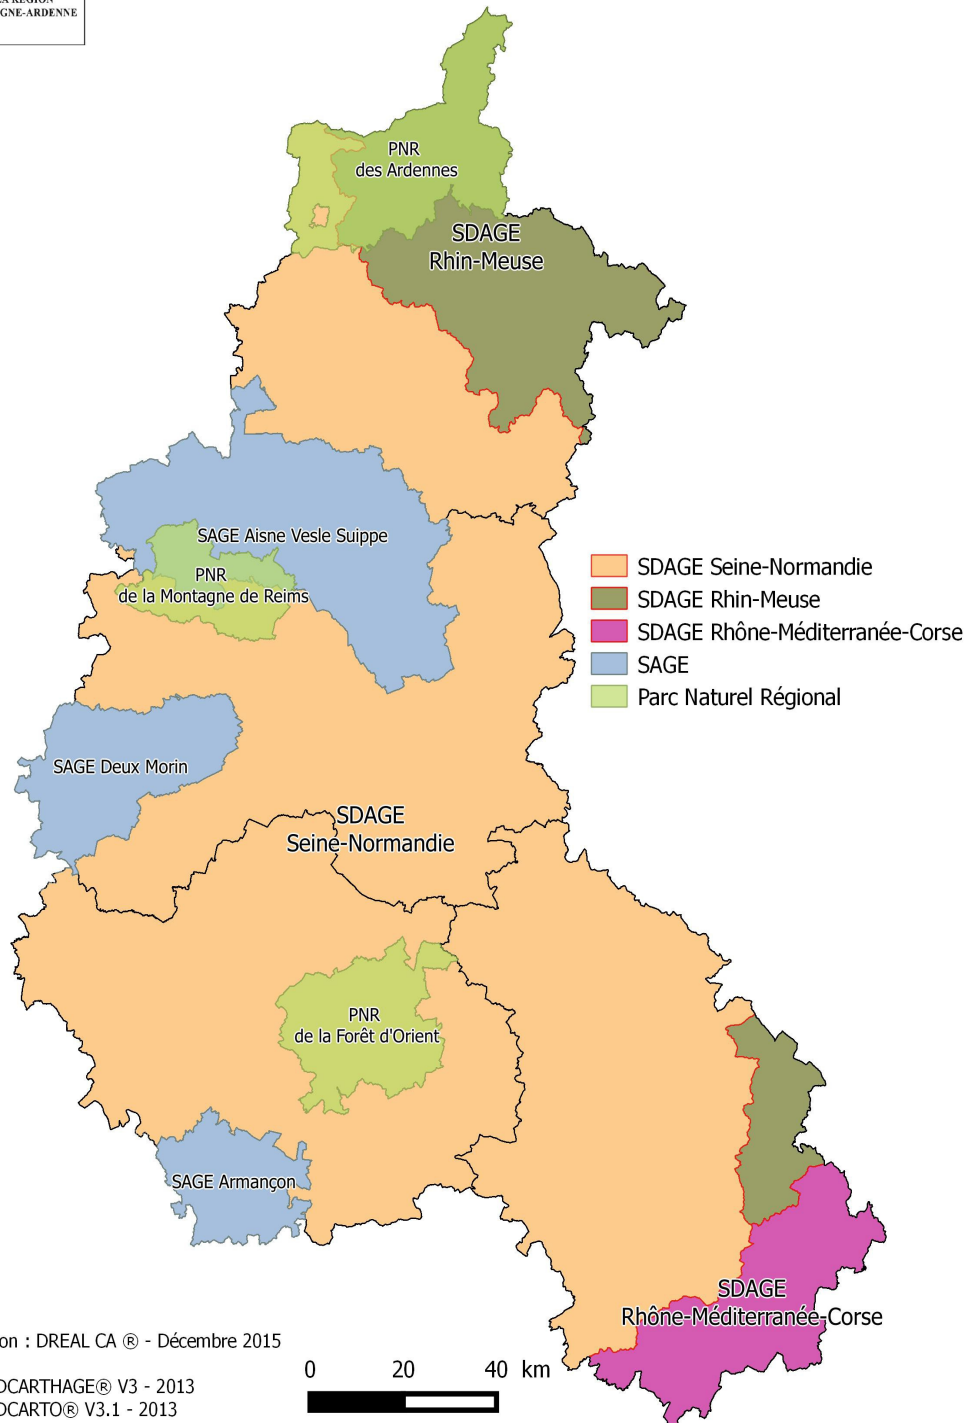 GNE-ARDENNE
PNR
des Ardennes
SDAGE
Rhin-Meuse
SAGE Aisne Vesle Suippe
PNR
de la Montagne de Reims
SDAGE Seine-Normandie
SDAGE Rhin-Meuse
SDAGE Rhône-Méditerranée-Corse
SAGE
Parc Naturel Régional
SAGE Deux Morin
SDAGE
Seine-Normandie
PNR
de la Forêt d'Orient
SAGE Armançon
SDAGE
Rhône-Méditerranée-Corse
on : DREAL CA ® - Décembre 2015
0 20 40 km
OCARTHAGE® V3 - 2013
OCARTO® V3.1 - 2013